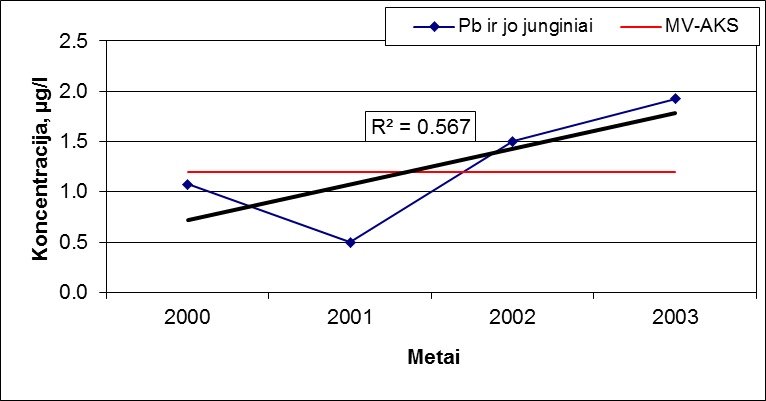 Pb ir jo junginiai MV-AKS
Koncentracija, µg/l
2.5
2.0
1.5
1.0
0.5
0.0
R² = 0.567
2000 2001 2002 2003
Metai